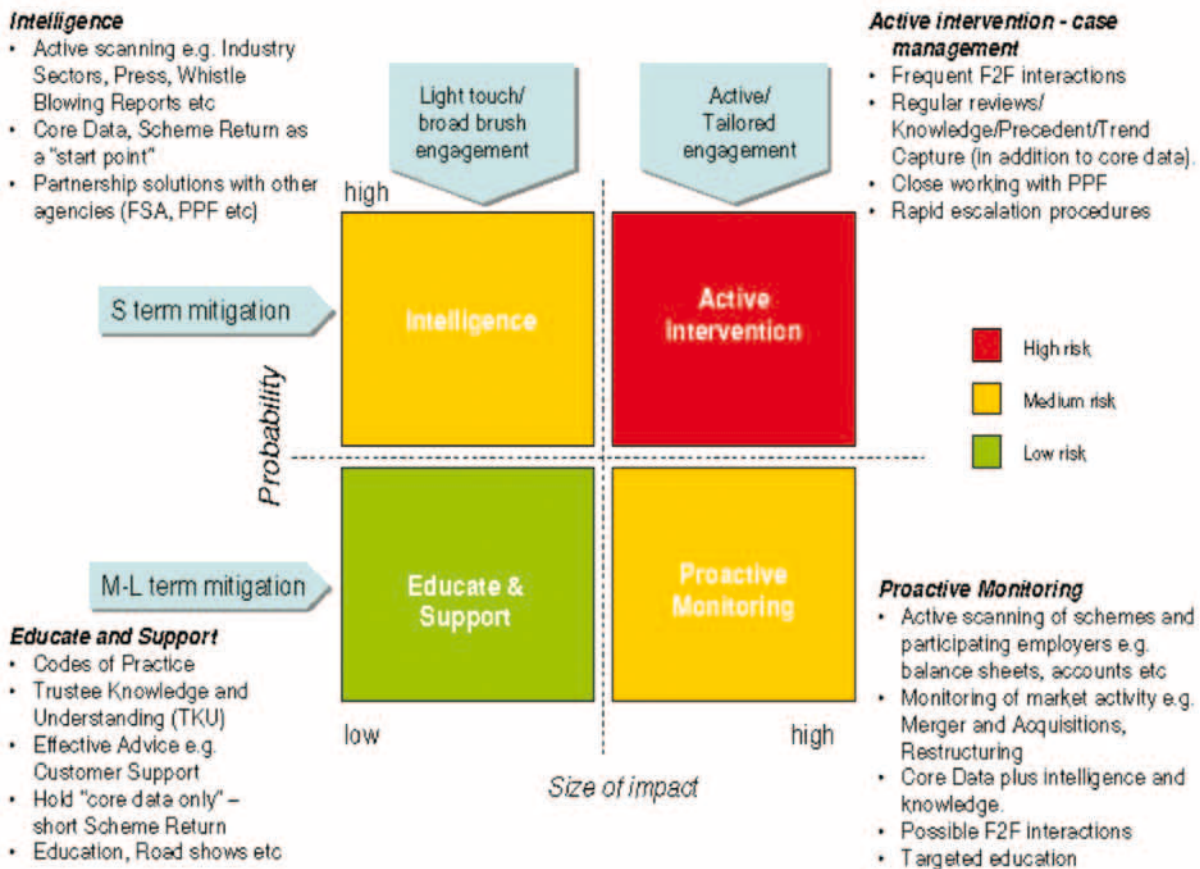 Intelligence
• Active scanning e.g. Industry
Sectors, Press, Whistle
Blowing Reports etc
• Core Data, Scheme Return as
a "start point"
• Partnership solutions with other
agencies (FSA, PPF etc)
Light touch/
broad brush
engagement
Active/
Tailored
engagement
Active intervention - case
management
• Frequent F2F interactions
• Regular reviews/
Knowledge/Precedent/Trend
Capture (in addition to core data).
• Close working with PPF
• Rapid escalation procedures
high
S term mitigation
Intelligence
Active
Intervention
High risk
Medium risk
Low risk
Probability
M-L term mitigation
Educate &
Support
Proactive
Monitoring
low
high
Size of impact
Educate and Support
• Codes of Practice
• Trustee Knowledge and
Understanding (TKU)
• Effective Advice e.g.
Customer Support
• Hold "core data only" –
short Scheme Return
• Education, Road shows etc
Proactive Monitoring
• Active scanning of schemes and
participating employers e.g.
balance sheets, accounts etc
• Monitoring of market activity e.g.
Merger and Acquisitions,
Restructuring
• Core Data plus intelligence and
knowledge.
• Possible F2F interactions
• Targeted education